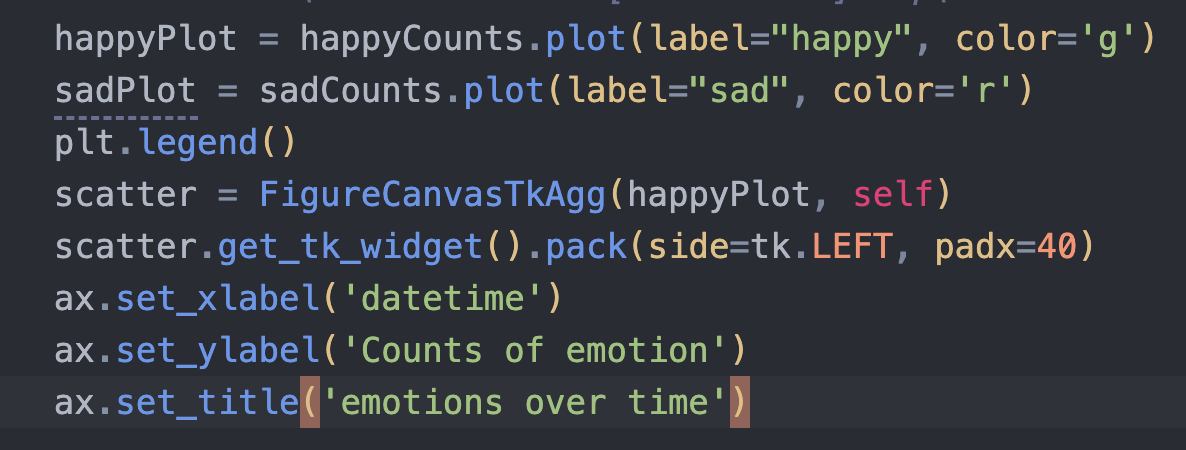 happyPlot = happyCounts.plot(label="happy", color='g')
sadPlot = sadCounts.plot(label="sad", color='r')
plt.legend()
scatter = FigureCanvasTkAgg(happyPlot, self)
scatter.get_tk_widget().pack(side=tk.LEFT, padx=40)
ax.set_xlabel('datetime')
ax.set_ylabel('Counts of emotion')
ax.set_title('emotions over time')